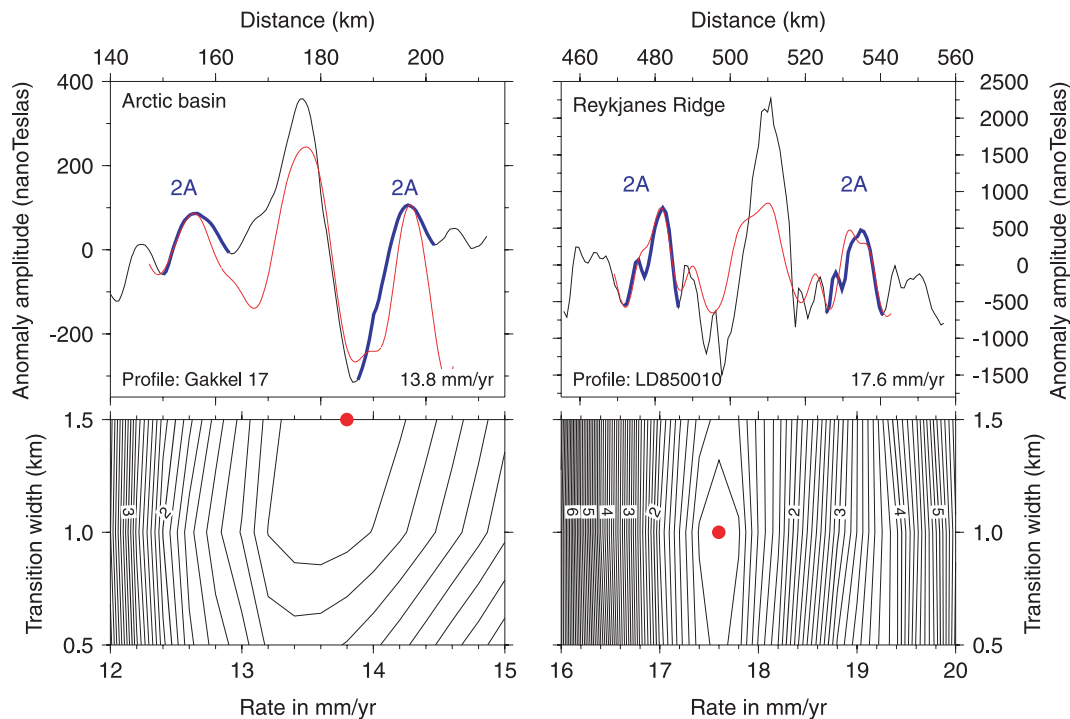 Distance (km)
140 160 180 200
Distance (km)
460 480 500 520 540 560
Anomaly amplitude (nanoTeslas)
400
200
0
-200
Arctic basin
2A
2A
Profile: Gakkel 17
13.8 mm/yr
Reykjanes Ridge
2A
2A
Profile: LD850010
17.6 mm/yr
2500
2000
1500
1000
500
0
-500
-1000
-1500
Anomaly amplitude (nanoTeslas)
Transition width (km)
1.5
1.0
0.5
3
2
12 13 14 15
Rate in mm/yr
1.5
1.0
0.5
6 5 4 3 2 2 3 4 5
16 17 18 19 20
Rate in mm/yr
Transition width (km)